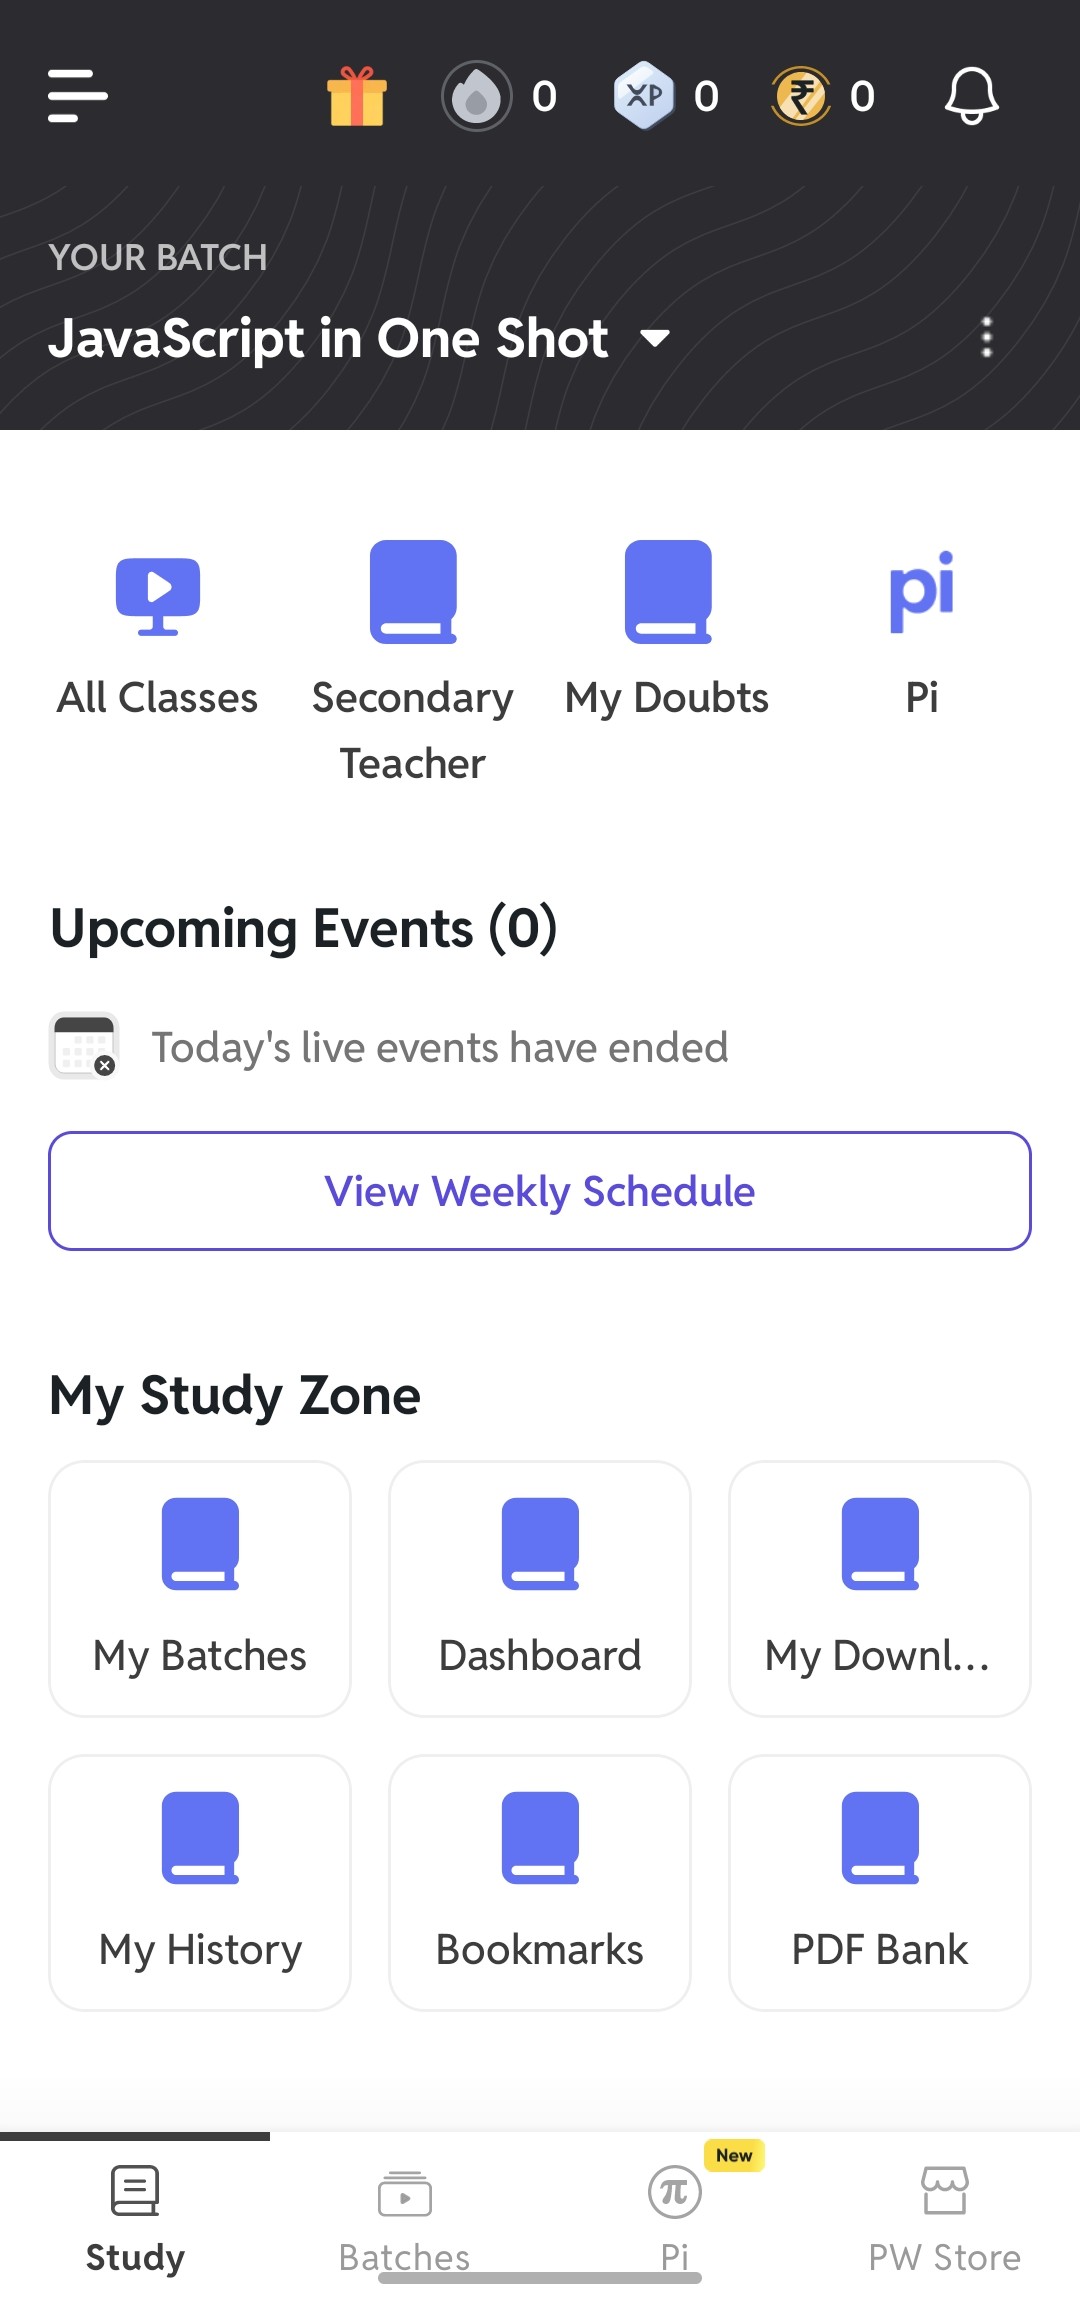 0
XP
0
₹
0
YOUR BATCH
JavaScript in One Shot
pi
All Classes
Secondary
Teacher
My Doubts
Pi
Upcoming Events (0)
Today's live events have ended
View Weekly Schedule
My Study Zone
My Batches
Dashboard
My Downl...
My History
Bookmarks
PDF Bank
New
π
Study
Batches
Pi
PW Store